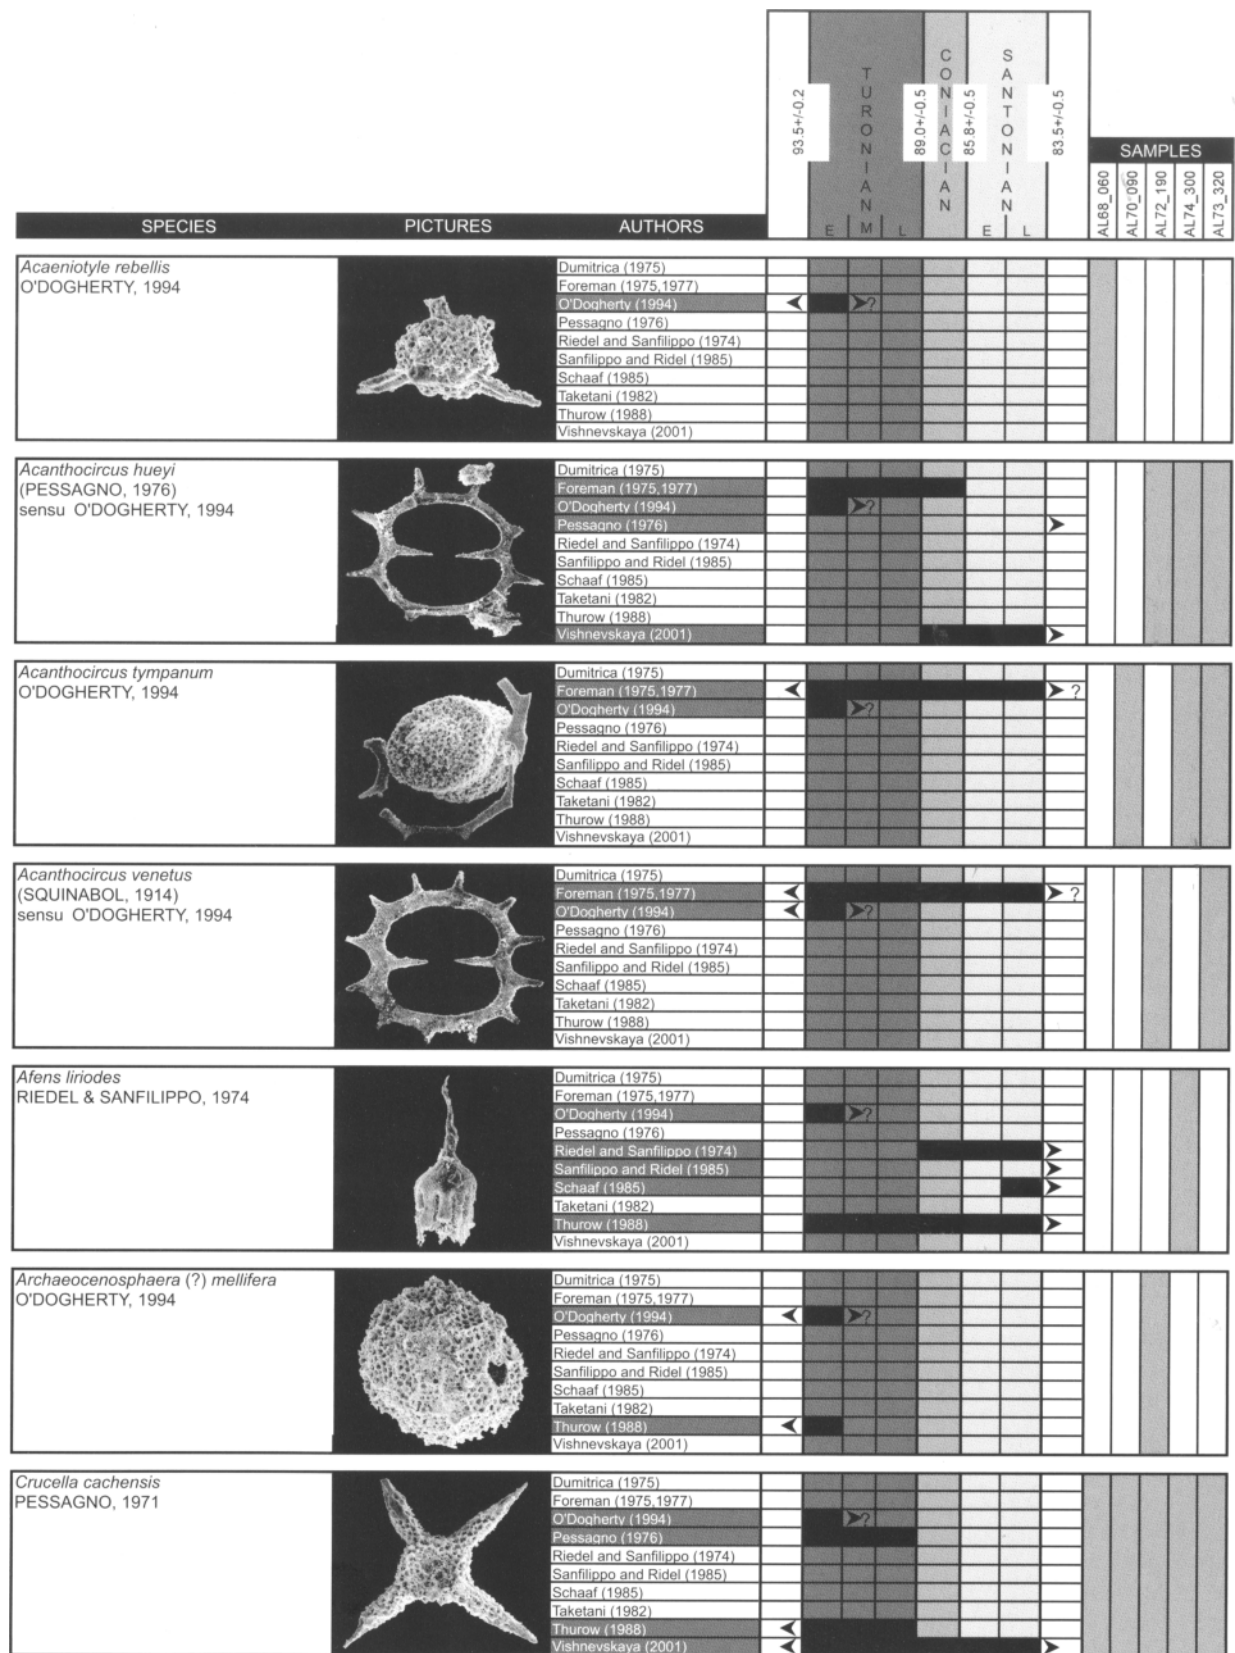 TURONIAN
CONIACIAN
SANTONIAN
93.5+/-0.2
89.0+/-0.5
85.8+/-0.5
83.5+/-0.5
SAMPLES
AL68_060
AL70_090
AL72_190
AL74_300
AL73_320
SPECIES PICTURES AUTHORS E M L E L
Acaeniotyle rebellis
O'DOGHERTY, 1994
Dumitrica (1975)
Foreman (1975,1977)
O'Dogherty (1994) ?
Pessagno (1976)
Riedel and Sanfilippo (1974)
Sanfilippo and Ridel (1985)
Schaaf (1985)
Taketani (1982)
Thurow (1988)
Vishnevskaya (2001)
Acanthocircus hueyi
(PESSAGNO, 1976)
sensu O'DOGHERTY, 1994
Dumitrica (1975)
Foreman (1975,1977)
O'Dogherty (1994) ?
Pessagno (1976)
Riedel and Sanfilippo (1974)
Sanfilippo and Ridel (1985)
Schaaf (1985)
Taketani (1982)
Thurow (1988)
Vishnevskaya (2001)
Acanthocircus tympanum
O'DOGHERTY, 1994
Dumitrica (1975)
Foreman (1975,1977) ?
O'Dogherty (1994) ?
Pessagno (1976)
Riedel and Sanfilippo (1974)
Sanfilippo and Ridel (1985)
Schaaf (1985)
Taketani (1982)
Thurow (1988)
Vishnevskaya (2001)
Acanthocircus venetus
(SQUINABOL, 1914)
sensu O'DOGHERTY, 1994
Dumitrica (1975)
Foreman (1975,1977) ?
O'Dogherty (1994) ?
Pessagno (1976)
Riedel and Sanfilippo (1974)
Sanfilippo and Ridel (1985)
Schaaf (1985)
Taketani (1982)
Thurow (1988)
Vishnevskaya (2001)
Afens liriodes
RIEDEL & SANFILIPPO, 1974
Dumitrica (1975)
Foreman (1975,1977)
O'Dogherty (1994) ?
Pessagno (1976)
Riedel and Sanfilippo (1974)
Sanfilippo and Ridel (1985)
Schaaf (1985)
Taketani (1982)
Thurow (1988)
Vishnevskaya (2001)
Archaeocenosphaera (?) mellifera
O'DOGHERTY, 1994
Dumitrica (1975)
Foreman (1975,1977)
O'Dogherty (1994) ?
Pessagno (1976)
Riedel and Sanfilippo (1974)
Sanfilippo and Ridel (1985)
Schaaf (1985)
Taketani (1982)
Thurow (1988)
Vishnevskaya (2001)
Crucella cachensis
PESSAGNO, 1971
Dumitrica (1975)
Foreman (1975,1977)
O'Dogherty (1994) ?
Pessagno (1976)
Riedel and Sanfilippo (1974)
Sanfilippo and Ridel (1985)
Schaaf (1985)
Taketani (1982)
Thurow (1988)
Vishnevskaya (2001)